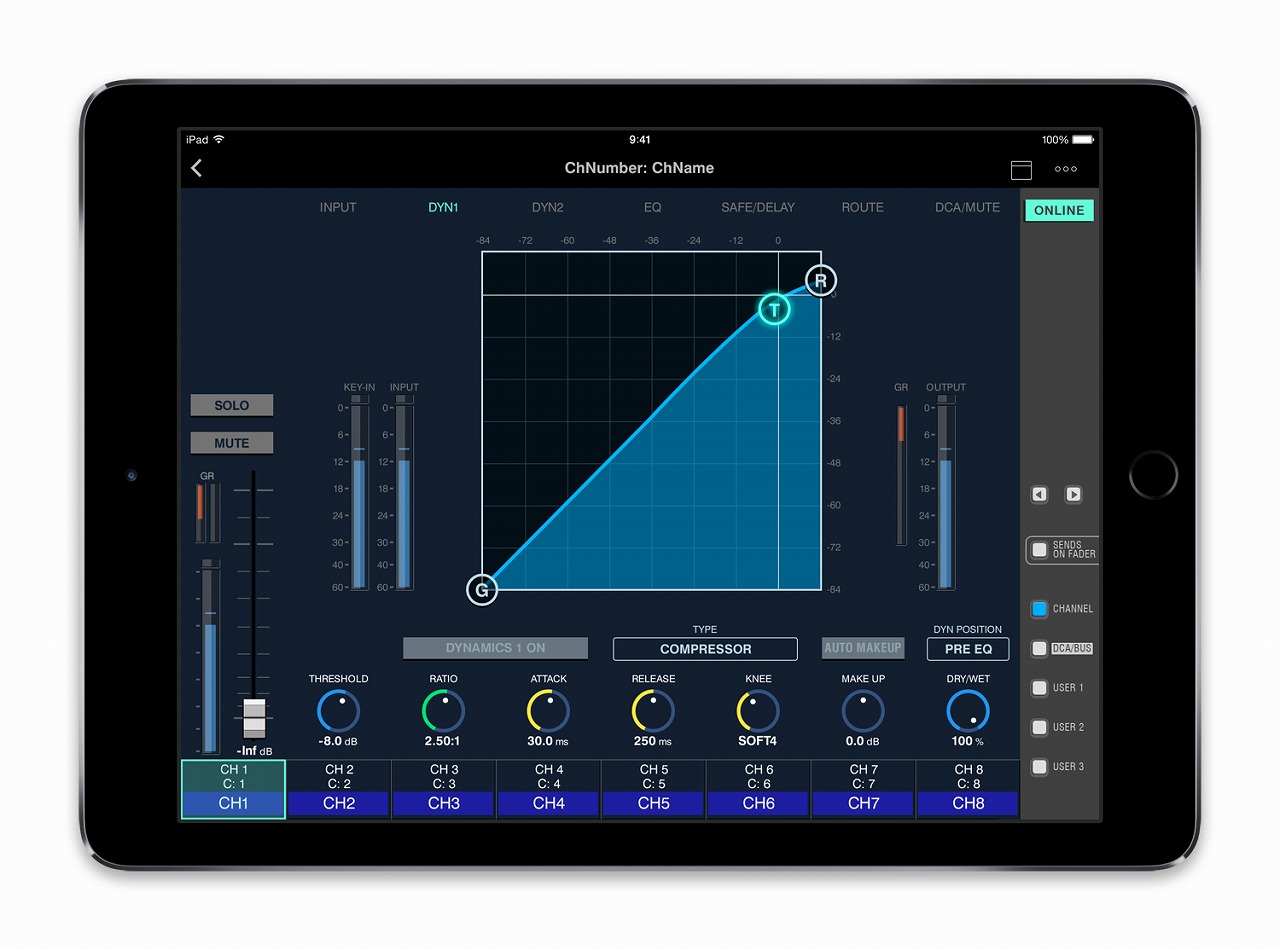 iPad 9:41 100%
ChNumber: ChName
INPUT DYN1 DYN2 EQ SAFE/DELAY ROUTE DCA/MUTE ONLINE
-84 -72 -60 -48 -36 -24 -12 0
R
0
T
-12
-24
-36
-48
-60
-72
-84
G
KEY-IN INPUT
0- 0-
6- 6-
12- 12-
18- 18-
24- 24-
30- 30-
40- 40-
60- 60-
GR OUTPUT
0-
6-
12-
18-
24-
30-
40-
60-
SOLO
MUTE
GR
-Inf dB
SENDS
ON FADER
CHANNEL
DCA/BUS
USER 1
USER 2
USER 3
TYPE DYN POSITION
DYNAMICS 1 ON COMPRESSOR AUTO MAKEUP PRE EQ
THRESHOLD RATIO ATTACK RELEASE KNEE MAKE UP DRY/WET
-8.0 dB 2.50:1 30.0 ms 250 ms SOFT4 0.0 dB 100 %
CH 1 CH 2 CH 3 CH 4 CH 5 CH 6 CH 7 CH 8
C: 1 C: 2 C: 3 C: 4 C: 5 C: 6 C: 7 C: 8
CH1 CH2 CH3 CH4 CH5 CH6 CH7 CH8